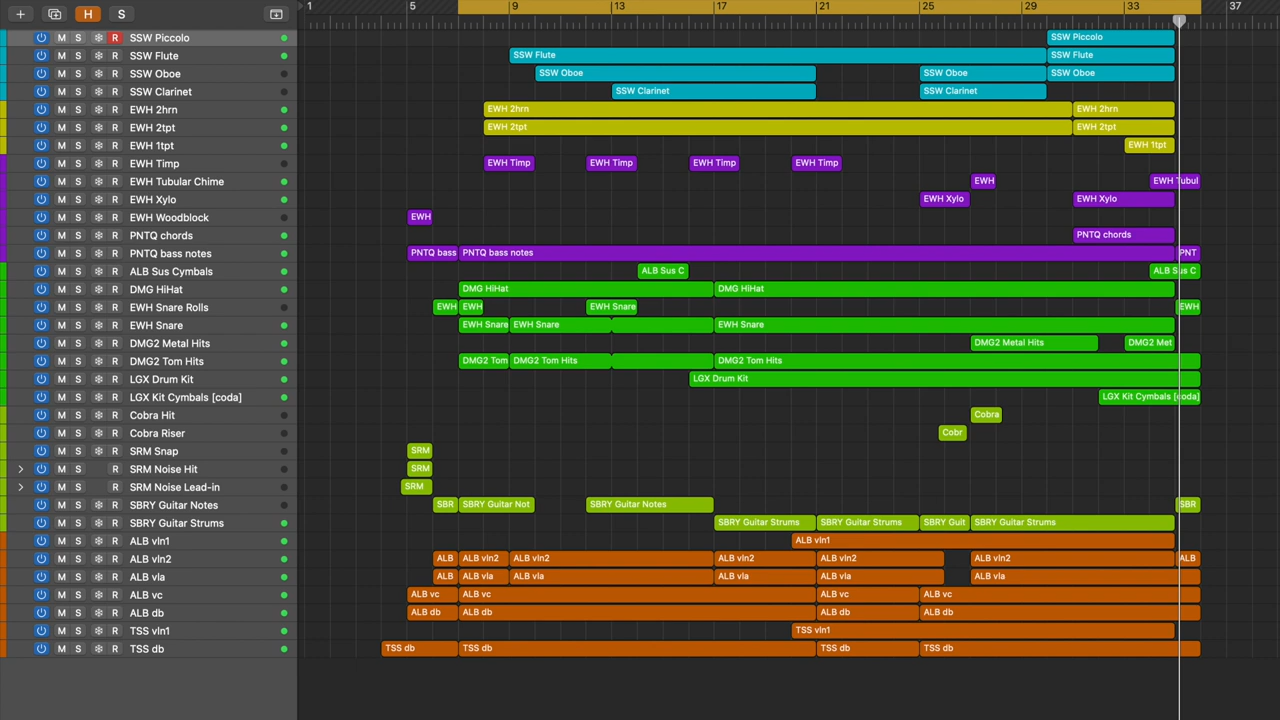 H S 1 5 9 13 17 21 25 29 33 37
M S R SSW Piccolo SSW Piccolo
M S R SSW Flute SSW Flute SSW Flute
M S R SSW Oboe SSW Oboe SSW Oboe SSW Oboe
M S R SSW Clarinet SSW Clarinet SSW Clarinet
M S R EWH 2hrn EWH 2hrn EWH 2hrn
M S R EWH 2tpt EWH 2tpt EWH 2tpt
M S R EWH 1tpt EWH 1tpt
M S R EWH Timp EWH Timp EWH Timp EWH Timp EWH Timp
M S R EWH Tubular Chime EWH EWH Tubul
M S R EWH Xylo EWH Xylo EWH Xylo
M S R EWH Woodblock EWH
M S R PNTQ chords PNTQ chords
M S R PNTQ bass notes PNTQ bass PNTQ bass notes PNT
M S R ALB Sus Cymbals ALB Sus C ALB Sus C
M S R DMG HiHat DMG HiHat DMG HiHat
M S R EWH Snare Rolls EWH EWH EWH Snare EWH
M S R EWH Snare EWH Snare EWH Snare EWH Snare
M S R DMG2 Metal Hits DMG2 Metal Hits DMG2 Met
M S R DMG2 Tom Hits DMG2 Tom DMG2 Tom Hits DMG2 Tom Hits
M S R LGX Drum Kit LGX Drum Kit
M S R LGX Kit Cymbals [coda] LGX Kit Cymbals [coda]
M S R Cobra Hit Cobra
M S R Cobra Riser Cobr
M S R SRM Snap SRM
M S R SRM Noise Hit SRM
M S R SRM Noise Lead-in SRM
M S R SBRY Guitar Notes SBR SBRY Guitar Not SBRY Guitar Notes SBR
M S R SBRY Guitar Strums SBRY Guitar Strums SBRY Guitar Strums SBRY Guit SBRY Guitar Strums
M S R ALB vln1 ALB vln1
M S R ALB vln2 ALB ALB vln2 ALB vln2 ALB vln2 ALB vln2 ALB vln2 ALB
M S R ALB vla ALB ALB vla ALB vla ALB vla ALB vla ALB vla
M S R ALB vc ALB vc ALB vc ALB vc ALB vc
M S R ALB db ALB db ALB db ALB db ALB db
M S R TSS vln1 TSS vln1
M S R TSS db TSS db TSS db TSS db TSS db